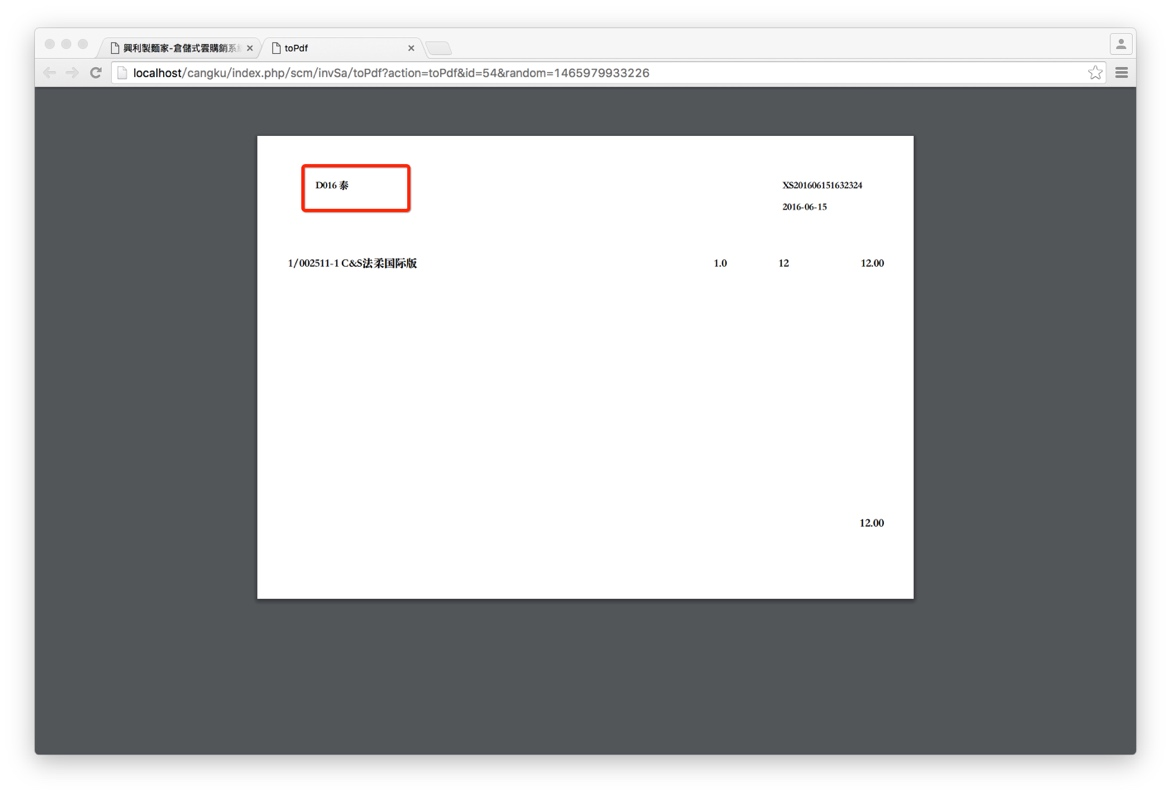 興利製麵家-倉儲式雲購銷系
toPdf
localhost/cangku/index.php/scm/invSa/toPdf?action=toPdf&id=54&random=1465979933226
D016 泰
XS201606151632324
2016-06-15
1/002511-1 C&S法柔国际版 1.0 12 12.00
12.00